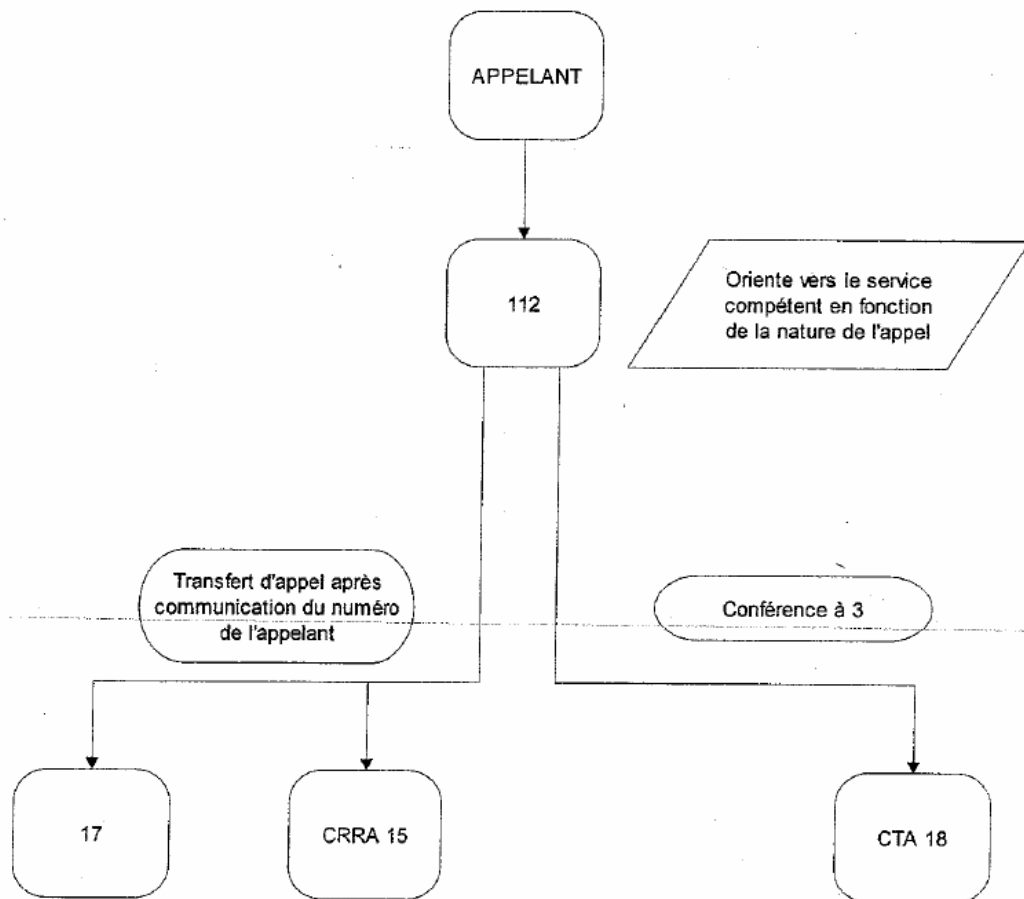 APPELANT
112
Oriente vers le service
compétent en fonction
de la nature de l'appel
Transfert d'appel après
communication du numéro
de l'appelant
Conférence à 3
17
CRRA 15
CTA 18